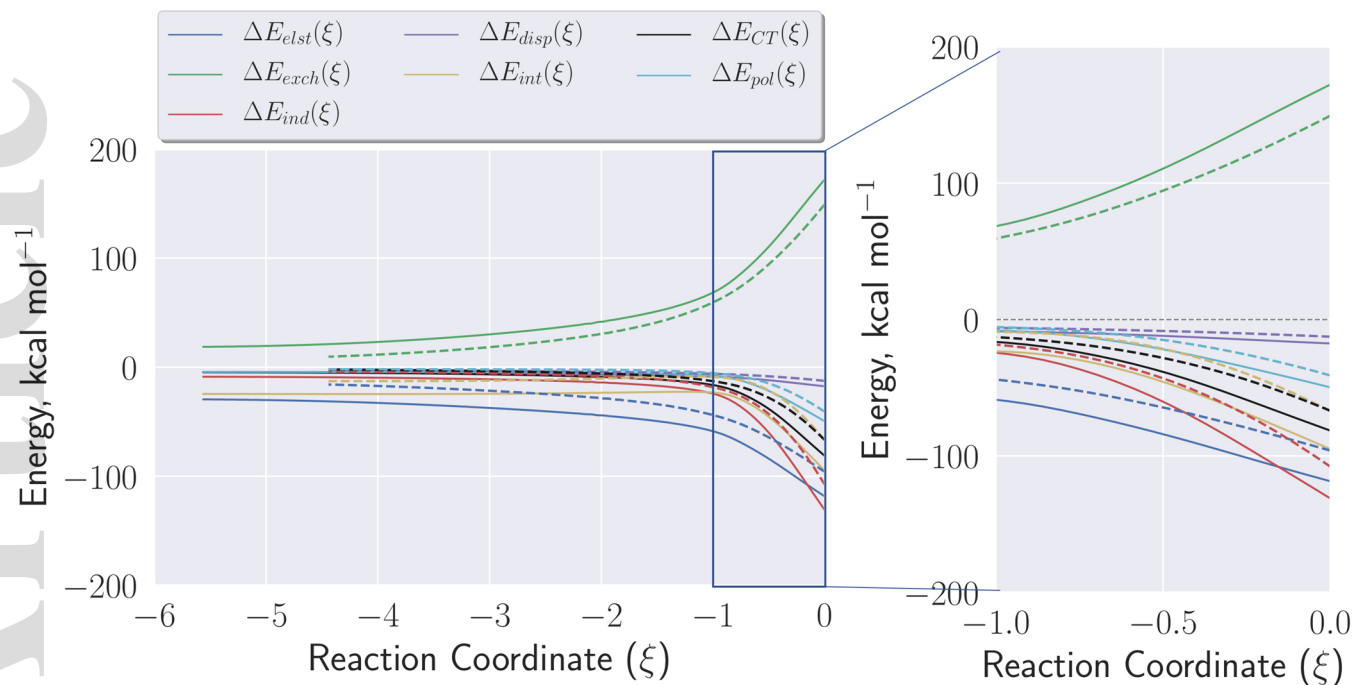 ΔE_elst(ξ) ΔE_disp(ξ) ΔE_CT(ξ)
ΔE_exch(ξ) ΔE_int(ξ) ΔE_pol(ξ)
ΔE_ind(ξ)
200
100
0
−100
−200
Energy, kcal mol⁻¹
−6 −5 −4 −3 −2 −1 0
Reaction Coordinate (ξ)
200
100
0
−100
−200
Energy, kcal mol⁻¹
−1.0 −0.5 0.0
Reaction Coordinate (ξ)